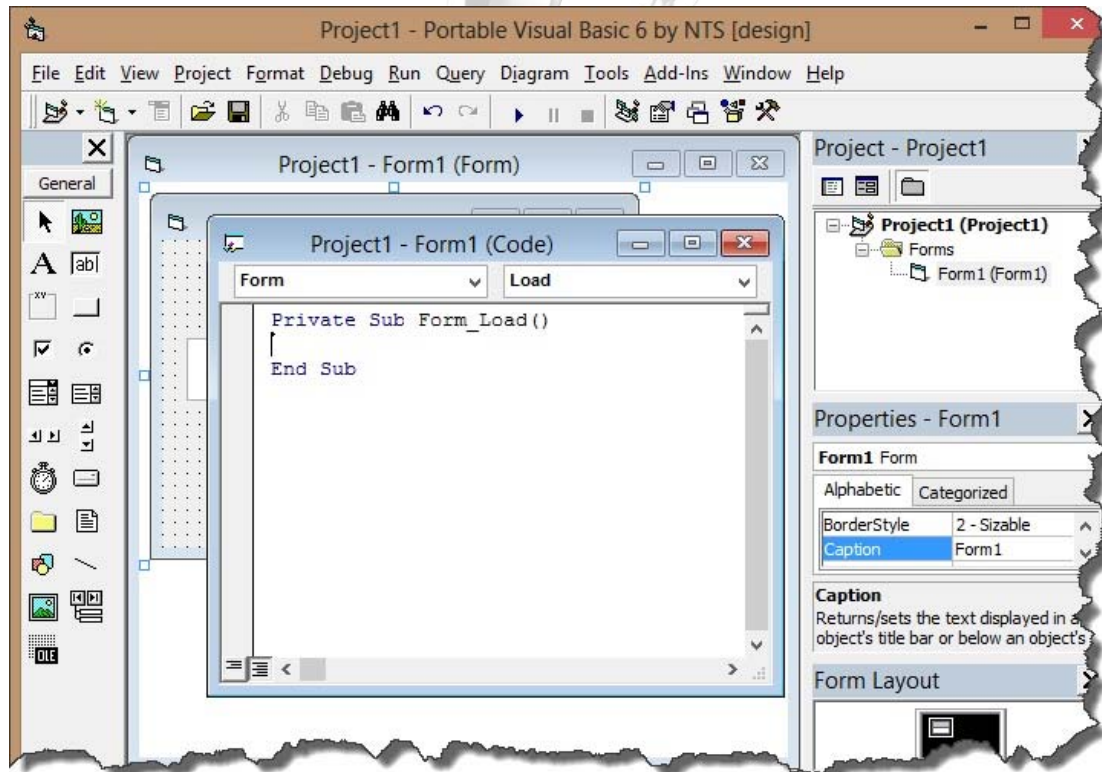 Project1 - Portable Visual Basic 6 by NTS [design]
File Edit View Project Format Debug Run Query Diagram Tools Add-Ins Window Help
General
A
ab
xv
OLE
Project1 - Form1 (Form)
Project1 - Form1 (Code)
Form
Load
Private Sub Form_Load()
End Sub
Project - Project1
Project1 (Project1)
Forms
Form1 (Form1)
Properties - Form1
Form1 Form
Alphabetic Categorized
BorderStyle 2 - Sizable
Caption Form1
Caption
Returns/sets the text displayed in a
object's title bar or below an object's
Form Layout